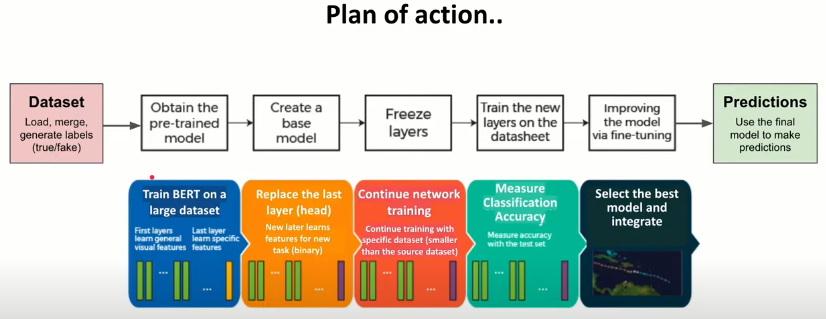 Plan of action..
Dataset
Load, merge,
generate labels
(true/fake)
Obtain the
pre-trained
model
Create a
base
model
Freeze
layers
Train the new
layers on the
datasheet
Improving
the model
via fine-tuning
Predictions
Use the final
model to make
predictions
Train BERT on a
large dataset
First layers
learn general
visual features
Last layer
learn specific
features
...
...
Replace the last
layer (head)
New later learns
features for new
task (binary)
...
...
Continue network
training
Continue training with
specific dataset (smaller
than the source dataset)
...
...
Measure
Classification
Accuracy
Measure accuracy
with the test set
...
...
Select the best
model and
integrate